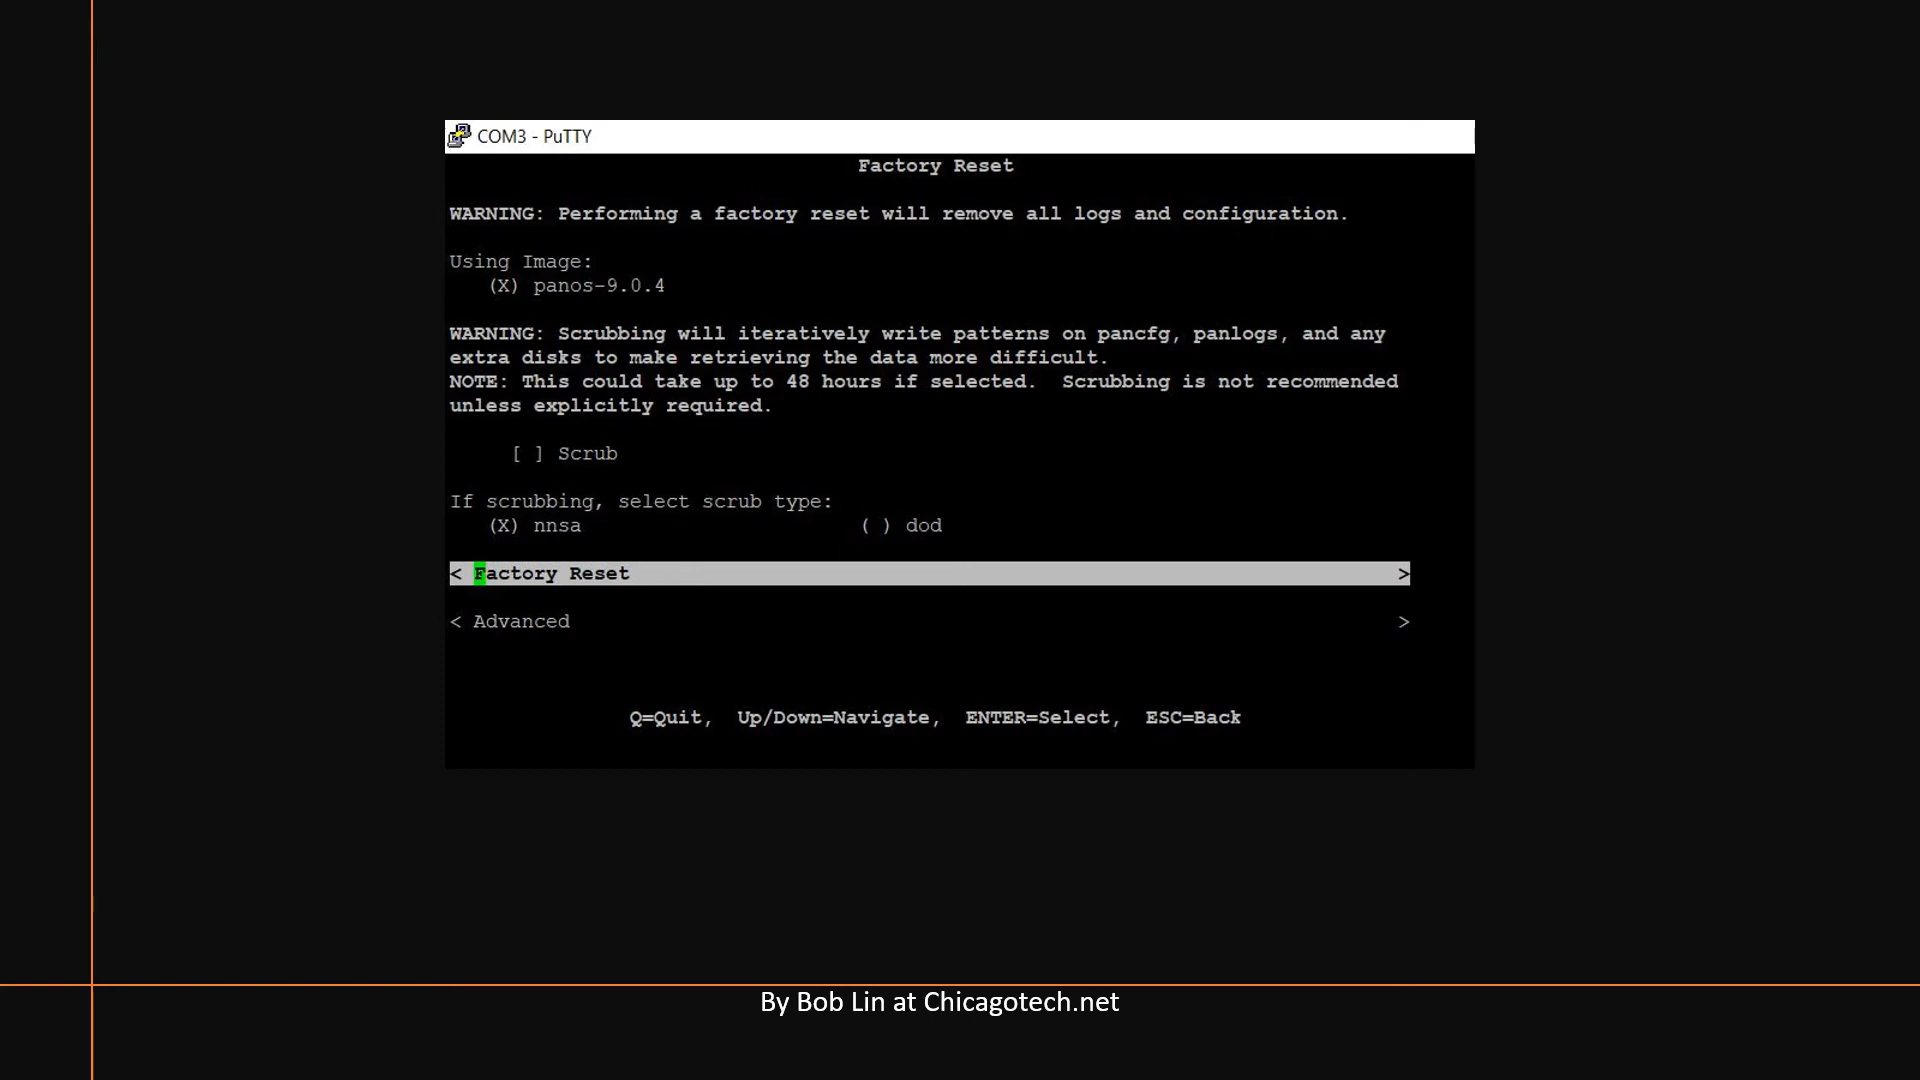 COM3 - PuTTY
Factory Reset
WARNING: Performing a factory reset will remove all logs and configuration.
Using Image:
(X) panos-9.0.4
WARNING: Scrubbing will iteratively write patterns on pancfg, panlogs, and any
extra disks to make retrieving the data more difficult.
NOTE: This could take up to 48 hours if selected.  Scrubbing is not recommended
unless explicitly required.
[ ] Scrub
If scrubbing, select scrub type:
(X) nnsa ( ) dod
< Factory Reset >
< Advanced >
Q=Quit,  Up/Down=Navigate,  ENTER=Select,  ESC=Back
By Bob Lin at Chicagotech.net